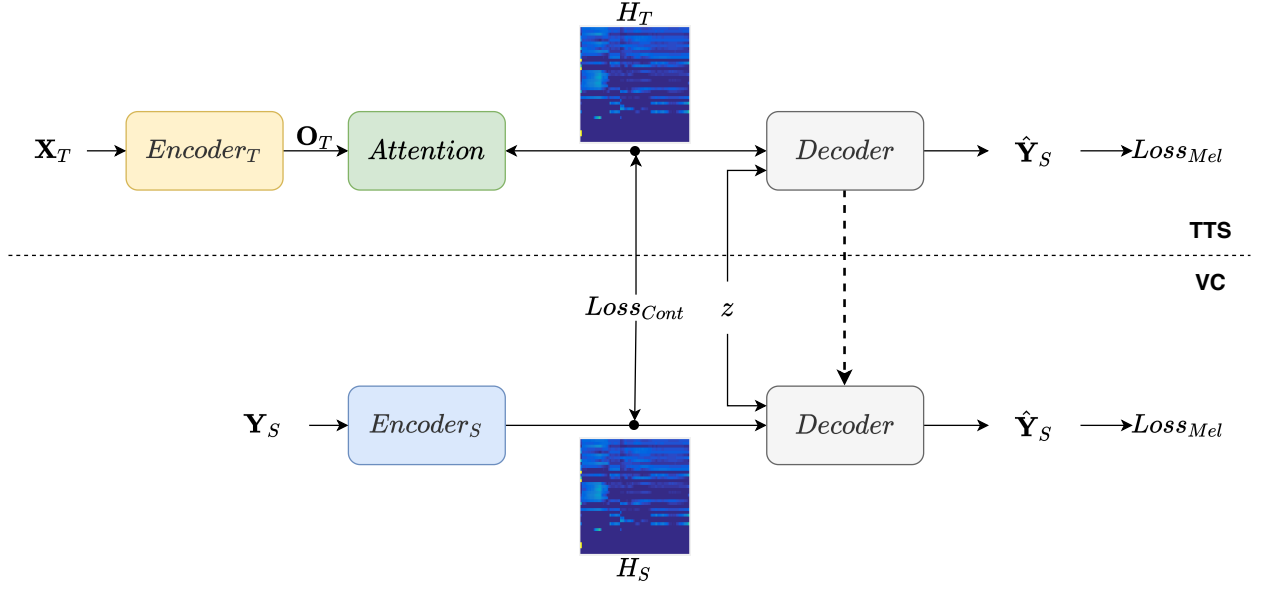 H_T
X_T
Encoder_T
O_T
Attention
Decoder
Ŷ_S
Loss_Mel
TTS
VC
Loss_Cont
z
Y_S
Encoder_S
Decoder
Ŷ_S
Loss_Mel
H_S